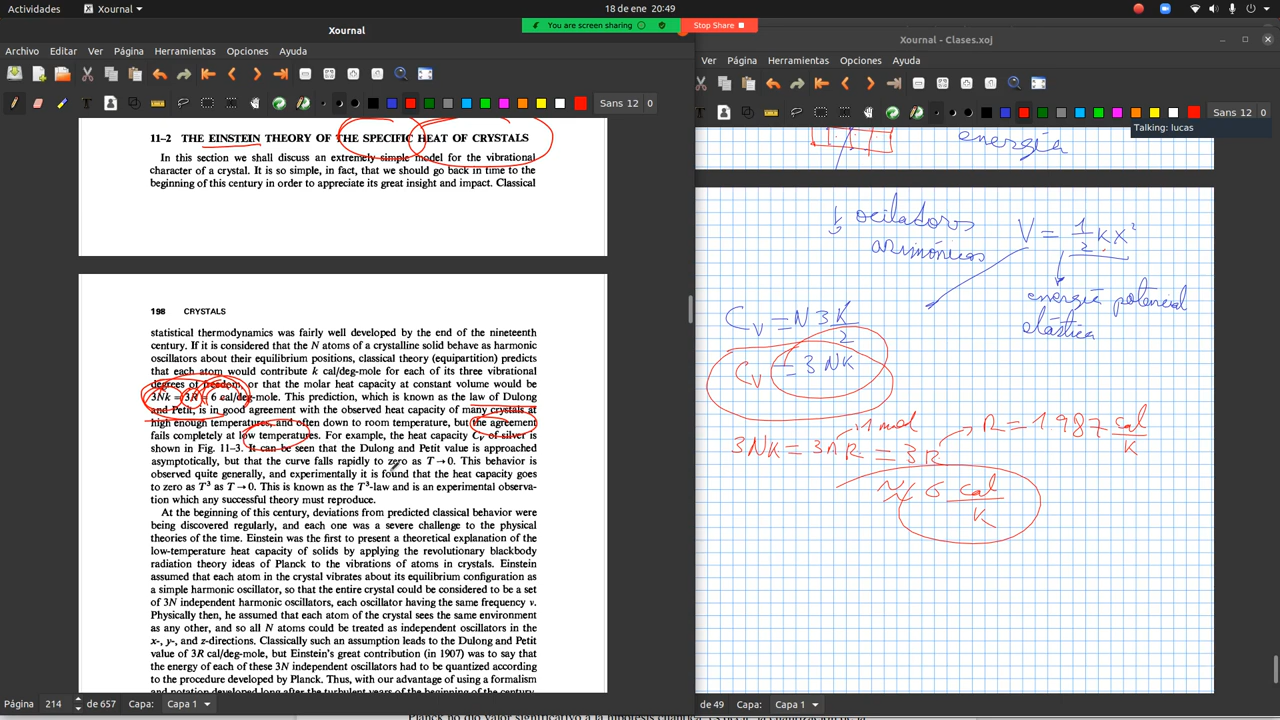 Actividades
Xournal
18 de ene 20:49
You are screen sharing
Stop Share
Xournal
Xournal - Clases.xoj
Archivo Editar Ver Página Herramientas Opciones Ayuda
Ver Página Herramientas Opciones Ayuda
Sans 12
Sans 12
Talking: lucas
11–2 THE EINSTEIN THEORY OF THE SPECIFIC HEAT OF CRYSTALS
In this section we shall discuss an extremely simple model for the vibrational
character of a crystal. It is so simple, in fact, that we should go back in time to the
beginning of this century in order to appreciate its great insight and impact. Classical
198 CRYSTALS
statistical thermodynamics was fairly well developed by the end of the nineteenth
century. If it is considered that the N atoms of a crystalline solid behave as harmonic
oscillators about their equilibrium positions, classical theory (equipartition) predicts
that each atom would contribute k cal/deg-mole for each of its three vibrational
degrees of freedom, or that the molar heat capacity at constant volume would be
3Nk = 3R = 6 cal/deg-mole. This prediction, which is known as the law of Dulong
and Petit, is in good agreement with the observed heat capacity of many crystals at
high enough temperatures, and often down to room temperature, but the agreement
fails completely at low temperatures. For example, the heat capacity Cv of silver is
shown in Fig. 11–3. It can be seen that the Dulong and Petit value is approached
asymptotically, but that the curve falls rapidly to zero as T → 0. This behavior is
observed quite generally, and experimentally it is found that the heat capacity goes
to zero as T³ as T → 0. This is known as the T³-law and is an experimental observa-
tion which any successful theory must reproduce.
At the beginning of this century, deviations from predicted classical behavior were
being discovered regularly, and each one was a severe challenge to the physical
theories of the time. Einstein was the first to present a theoretical explanation of the
low-temperature heat capacity of solids by applying the revolutionary blackbody
radiation theory ideas of Planck to the vibrations of atoms in crystals. Einstein
assumed that each atom in the crystal vibrates about its equilibrium configuration as
a simple harmonic oscillator, so that the entire crystal could be considered to be a set
of 3N independent harmonic oscillators, each oscillator having the same frequency ν.
Physically then, he assumed that each atom of the crystal sees the same environment
as any other, and so all N atoms could be treated as independent oscillators in the
x-, y-, and z-directions. Classically such an assumption leads to the Dulong and Petit
value of 3R cal/deg-mole, but Einstein's great contribution (in 1907) was to say that
the energy of each of these 3N independent oscillators had to be quantized according
to the procedure developed by Planck. Thus, with our advantage of using a formalism
and notation developed long after the turbulent years of the beginning of the century,
energía
ociladores
armónicos
V = 1/2 kx²
energía potencial
elástica
Cv = N 3 k/2
Cv = 3NK
3NK = 3nR = 3R
1 mol
R = 1.987 cal/K
≈ 6 cal/K
Página 214 de 657 Capa: Capa 1
de 49 Capa: Capa 1